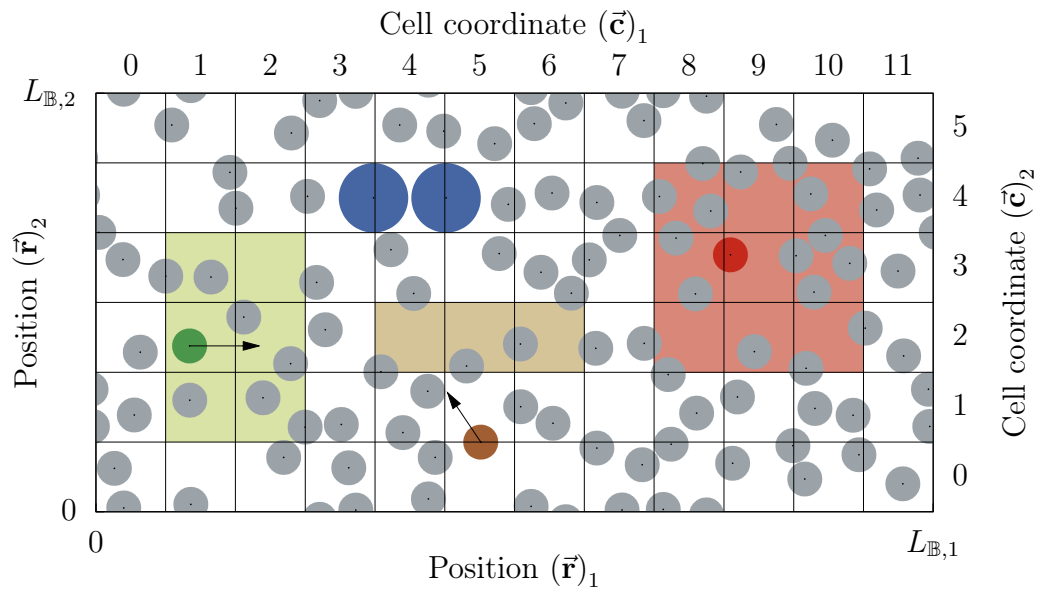 Cell coordinate (c⃗)₁
0 1 2 3 4 5 6 7 8 9 10 11
L𝔹,2
5
4
3
2
1
0
Cell coordinate (c⃗)₂
Position (r⃗)₂
0
0
L𝔹,1
Position (r⃗)₁